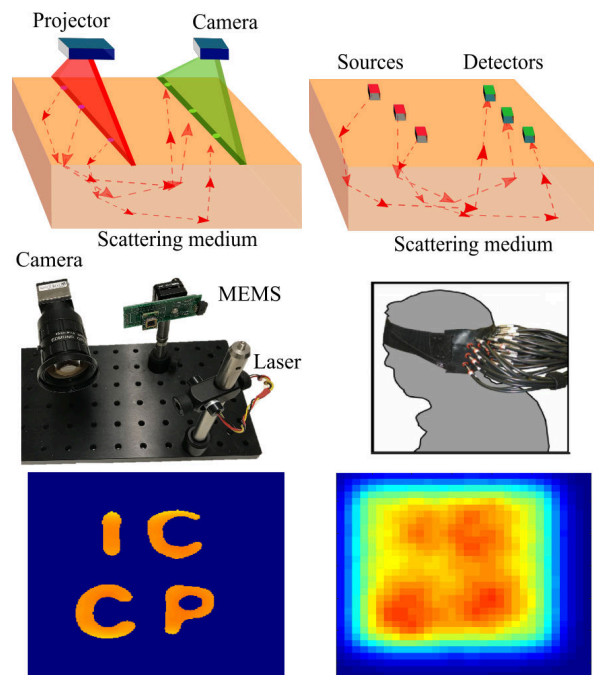 Projector
Camera
Sources
Detectors
Scattering medium
Scattering medium
Camera
MEMS
Laser
I C
C P